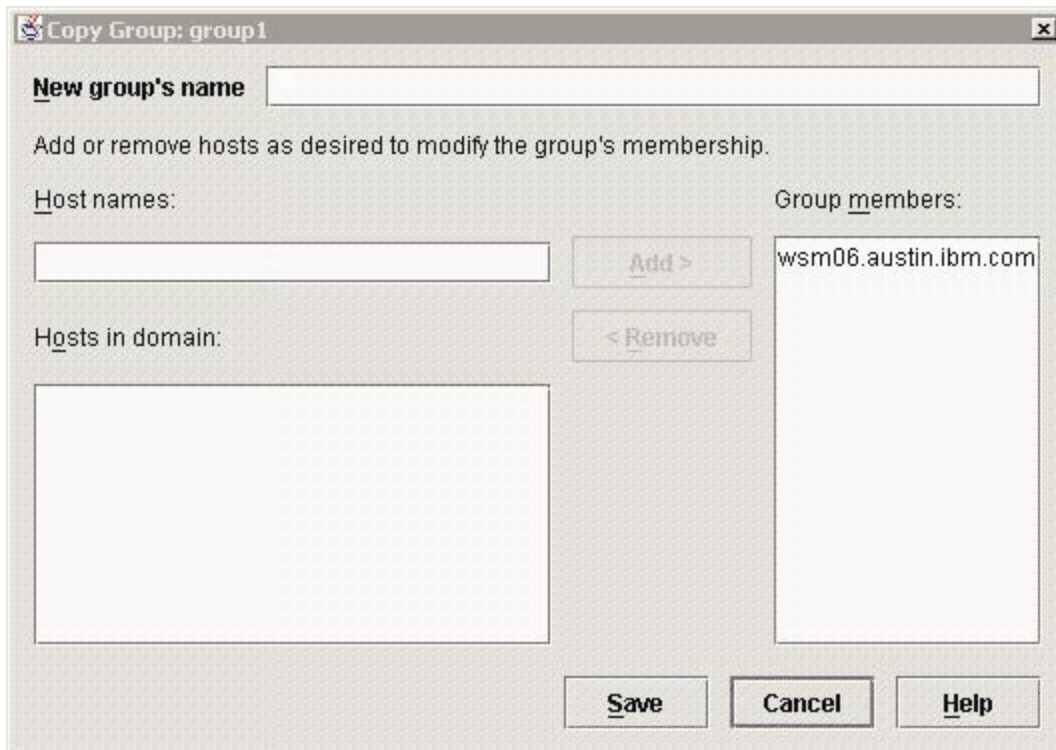 Copy Group: group1
New group's name
Add or remove hosts as desired to modify the group's membership.
Host names:
Group members:
Add >
wsm06.austin.ibm.com
Hosts in domain:
< Remove
Save
Cancel
Help